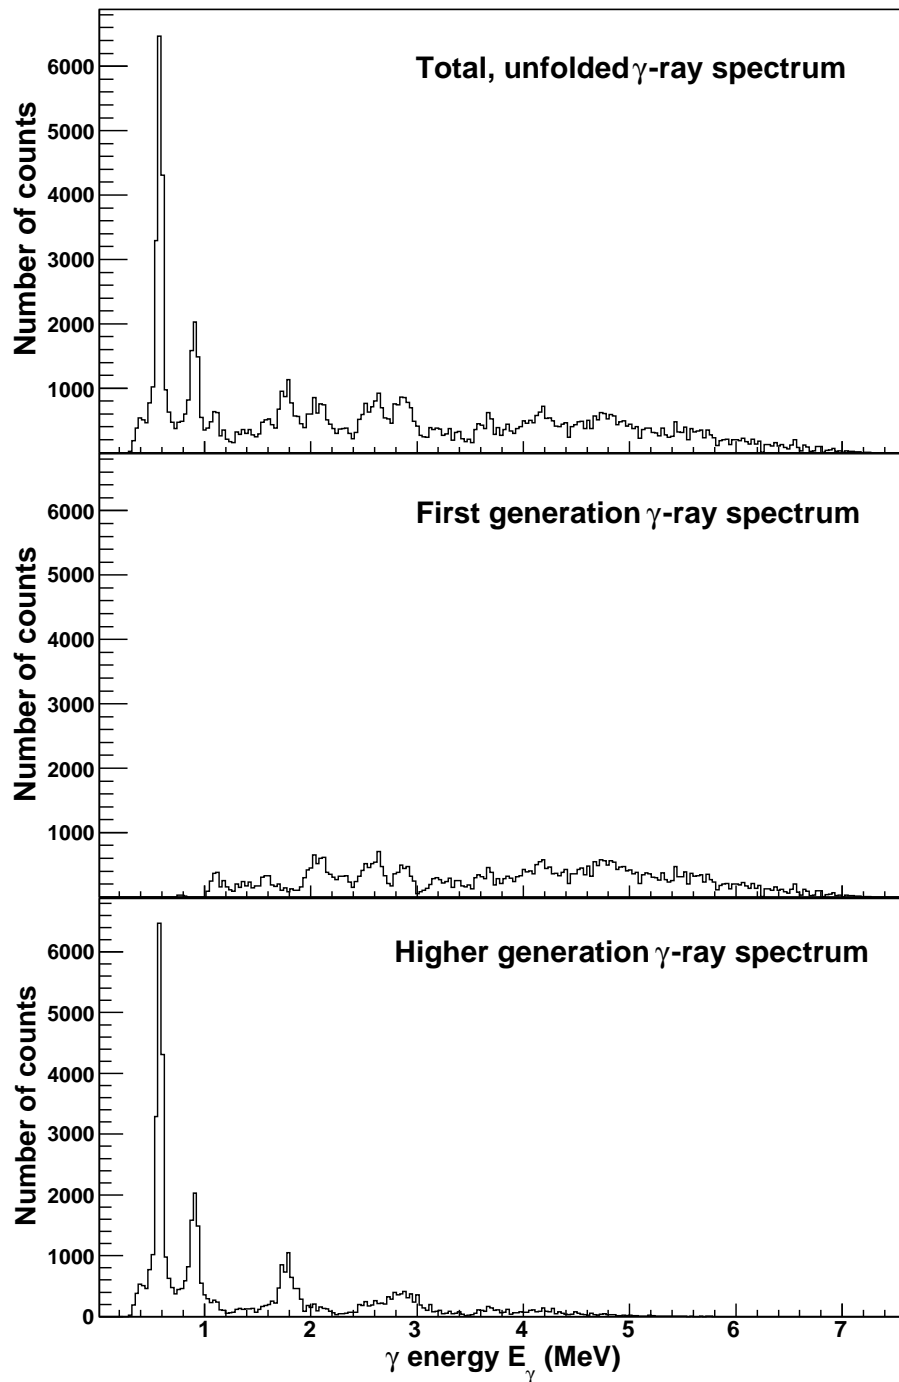 Total, unfolded γ-ray spectrum
Number of counts
6000
5000
4000
3000
2000
1000
First generation γ-ray spectrum
Number of counts
6000
5000
4000
3000
2000
1000
Higher generation γ-ray spectrum
Number of counts
6000
5000
4000
3000
2000
1000
0
1 2 3 4 5 6 7
γ energy E_γ (MeV)